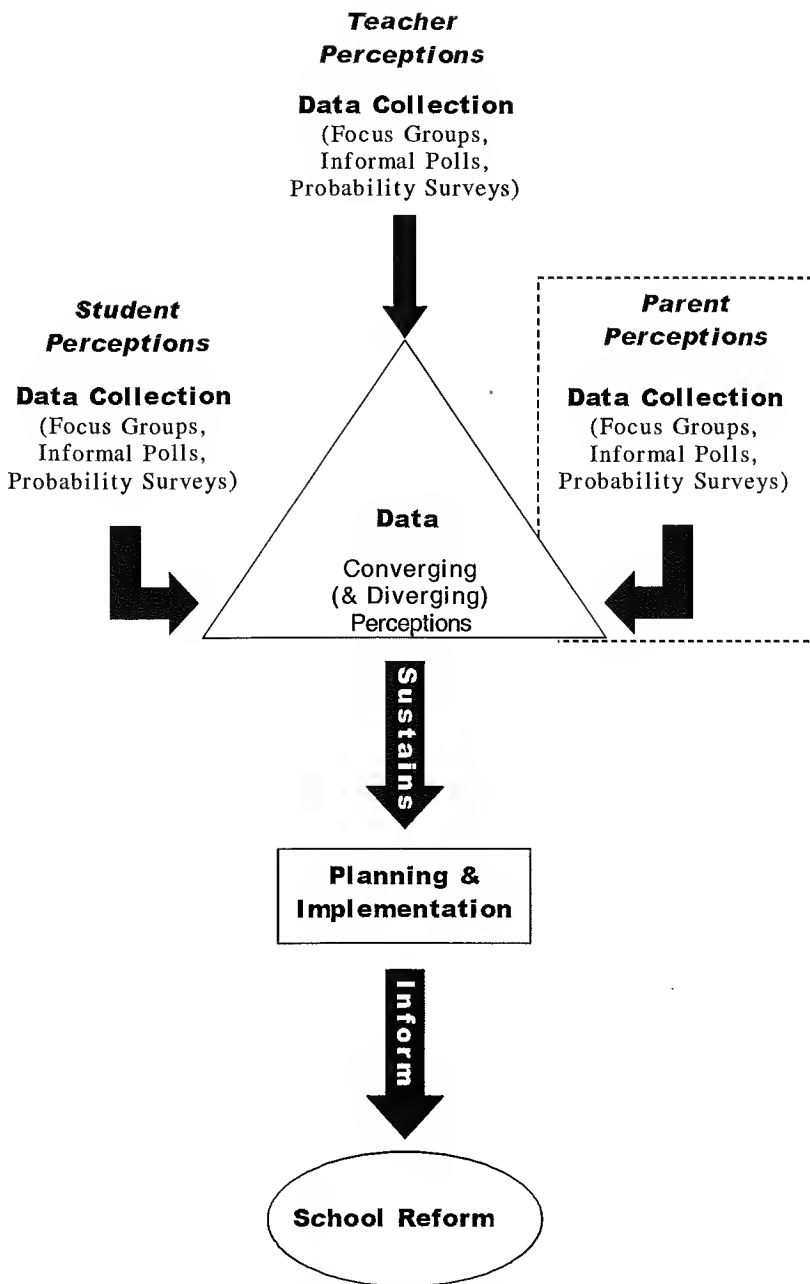 Teacher
Perceptions
Data Collection
(Focus Groups,
Informal Polls,
Probability Surveys)
Student
Perceptions
Data Collection
(Focus Groups,
Informal Polls,
Probability Surveys)
Parent
Perceptions
Data Collection
(Focus Groups,
Informal Polls,
Probability Surveys)
Data
Converging
(& Diverging)
Perceptions
Sustains
Planning &
Implementation
Inform
School Reform